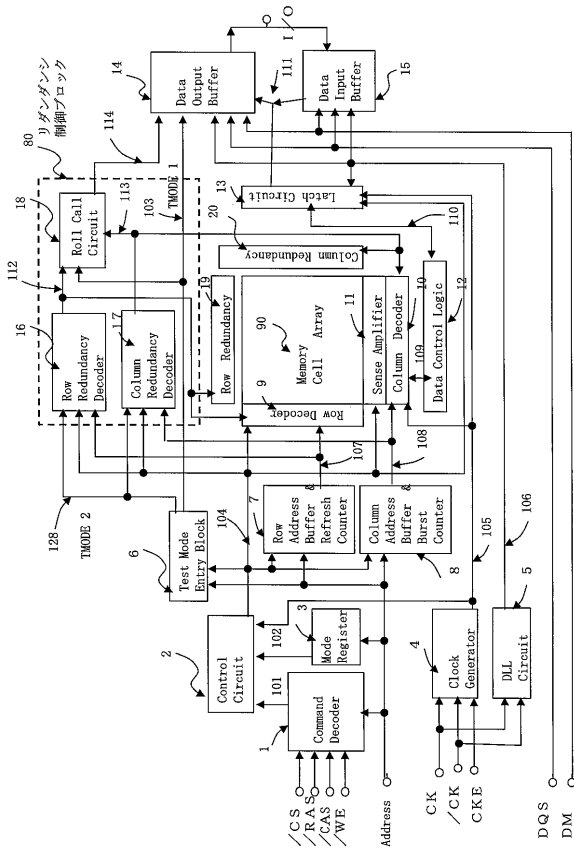 80
リダンダンシ
制御ブロック
114
14
Data
Output
Buffer
I/O
111
15
Data
Input
Buffer
18
Roll Call
Circuit
113
103
TMODE 1
112
16
Row
Redundancy
Decoder
17
Column
Redundancy
Decoder
13
Latch Circuit
110
20
Column Redundancy
19
Row Redundancy
90
Memory
Cell Array
11
Sense Amplifier
10
Column Decoder
109
12
Data Control Logic
9
Row Decoder
128
TMODE 2
6
Test Mode
Entry Block
104
7
Row
Address &
Buffer
Refresh
Counter
107
Column
Address &
Buffer
Burst
Counter
8
108
105
106
2
Control
Circuit
102
3
Mode
Register
101
1
Command
Decoder
4
Clock
Generator
5
DLL
Circuit
/CS
/RAS
/CAS
/WE
Address
CK
/CK
CKE
DQS
DM